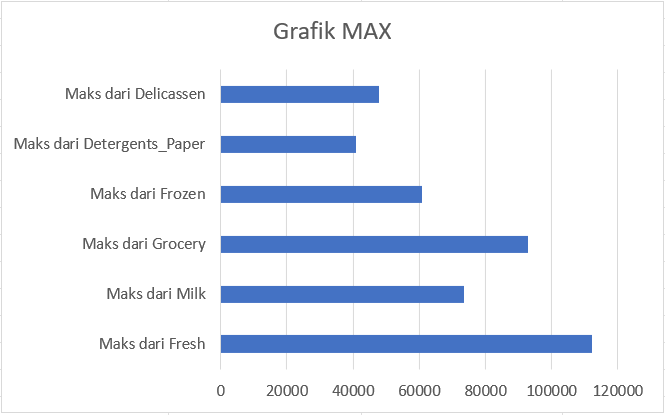 Grafik MAX
Maks dari Delicassen
Maks dari Detergents_Paper
Maks dari Frozen
Maks dari Grocery
Maks dari Milk
Maks dari Fresh
0 20000 40000 60000 80000 100000 120000